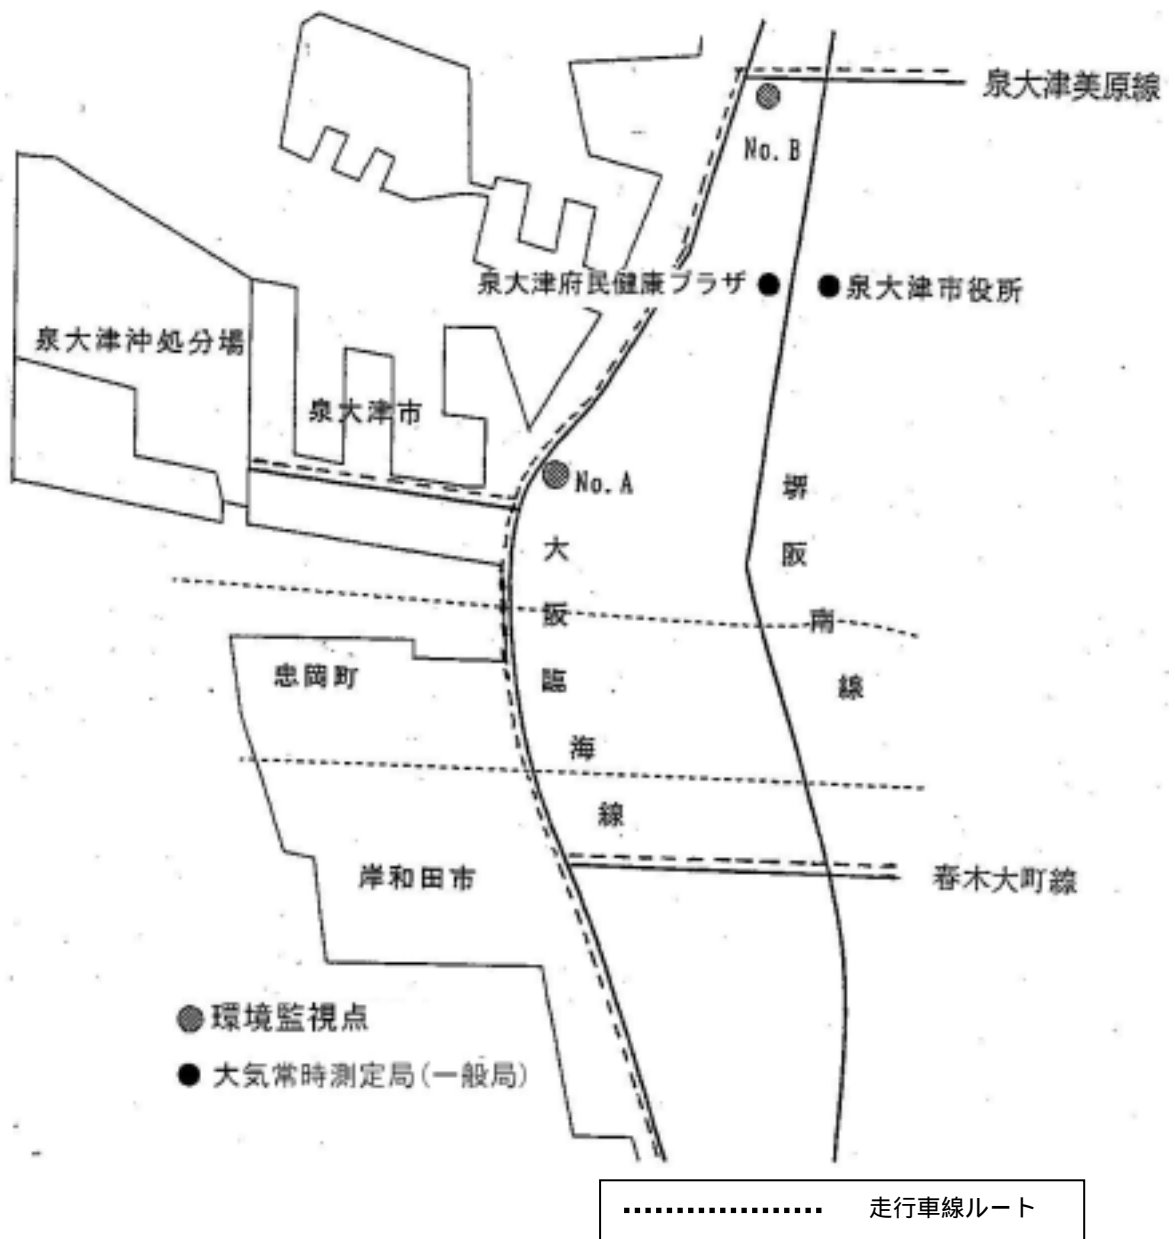 泉大津美原線
No. B
泉大津府民健康プラザ
泉大津市役所
泉大津沖処分場
泉大津市
No. A
大阪臨海線
堺阪南線
忠岡町
岸和田市
春木大町線
環境監視点
大気常時測定局(一般局)
走行車線ルート